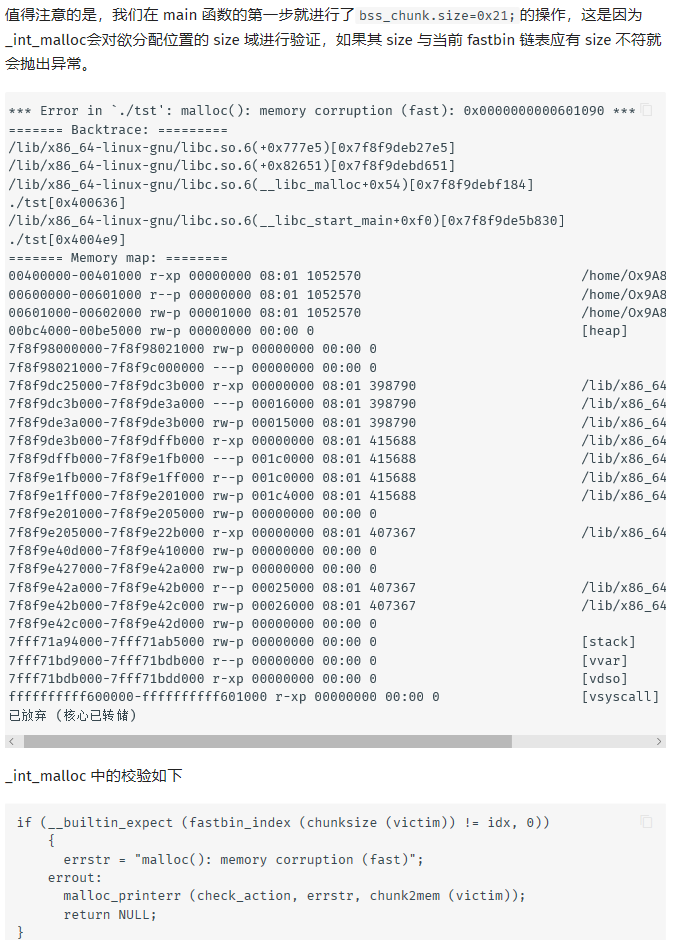 值得注意的是，我们在 main 函数的第一步就进行了 bss_chunk.size=0x21; 的操作，这是因为
_int_malloc会对欲分配位置的 size 域进行验证，如果其 size 与当前 fastbin 链表应有 size 不符就
会抛出异常。
*** Error in `./tst': malloc(): memory corruption (fast): 0x0000000000601090 ***
======= Backtrace: =========
/lib/x86_64-linux-gnu/libc.so.6(+0x777e5)[0x7f8f9deb27e5]
/lib/x86_64-linux-gnu/libc.so.6(+0x82651)[0x7f8f9debd651]
/lib/x86_64-linux-gnu/libc.so.6(__libc_malloc+0x54)[0x7f8f9debf184]
./tst[0x400636]
/lib/x86_64-linux-gnu/libc.so.6(__libc_start_main+0xf0)[0x7f8f9de5b830]
./tst[0x4004e9]
======= Memory map: ========
00400000-00401000 r-xp 00000000 08:01 1052570 /home/Ox9A8
00600000-00601000 r--p 00000000 08:01 1052570 /home/Ox9A8
00601000-00602000 rw-p 00001000 08:01 1052570 /home/Ox9A8
00bc4000-00be5000 rw-p 00000000 00:00 0 [heap]
7f8f98000000-7f8f98021000 rw-p 00000000 00:00 0
7f8f98021000-7f8f9c000000 ---p 00000000 00:00 0
7f8f9dc25000-7f8f9dc3b000 r-xp 00000000 08:01 398790 /lib/x86_64
7f8f9dc3b000-7f8f9de3a000 ---p 00016000 08:01 398790 /lib/x86_64
7f8f9de3a000-7f8f9de3b000 rw-p 00015000 08:01 398790 /lib/x86_64
7f8f9de3b000-7f8f9dffb000 r-xp 00000000 08:01 415688 /lib/x86_64
7f8f9dffb000-7f8f9e1fb000 ---p 001c0000 08:01 415688 /lib/x86_64
7f8f9e1fb000-7f8f9e1ff000 r--p 001c0000 08:01 415688 /lib/x86_64
7f8f9e1ff000-7f8f9e201000 rw-p 001c4000 08:01 415688 /lib/x86_64
7f8f9e201000-7f8f9e205000 rw-p 00000000 00:00 0
7f8f9e205000-7f8f9e22b000 r-xp 00000000 08:01 407367 /lib/x86_64
7f8f9e40d000-7f8f9e410000 rw-p 00000000 00:00 0
7f8f9e427000-7f8f9e42a000 rw-p 00000000 00:00 0
7f8f9e42a000-7f8f9e42b000 r--p 00025000 08:01 407367 /lib/x86_64
7f8f9e42b000-7f8f9e42c000 rw-p 00026000 08:01 407367 /lib/x86_64
7f8f9e42c000-7f8f9e42d000 rw-p 00000000 00:00 0
7fff71a94000-7fff71ab5000 rw-p 00000000 00:00 0 [stack]
7fff71bd9000-7fff71bdb000 r--p 00000000 00:00 0 [vvar]
7fff71bdb000-7fff71bdd000 r-xp 00000000 00:00 0 [vdso]
ffffffffff600000-ffffffffff601000 r-xp 00000000 00:00 0 [vsyscall]
已放弃 (核心已转储)
_int_malloc 中的校验如下
if (__builtin_expect (fastbin_index (chunksize (victim)) != idx, 0))
{
errstr = "malloc(): memory corruption (fast)";
errout:
malloc_printerr (check_action, errstr, chunk2mem (victim));
return NULL;
}